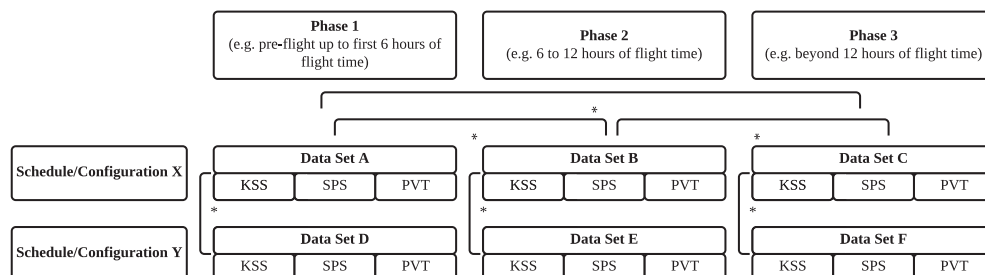 Phase 1
(e.g. pre-flight up to first 6 hours of
flight time)
Phase 2
(e.g. 6 to 12 hours of flight time)
Phase 3
(e.g. beyond 12 hours of flight time)
*
*
*
Schedule/Configuration X
Data Set A
KSS SPS PVT
Data Set B
KSS SPS PVT
Data Set C
KSS SPS PVT
*
*
*
Schedule/Configuration Y
Data Set D
KSS SPS PVT
Data Set E
KSS SPS PVT
Data Set F
KSS SPS PVT